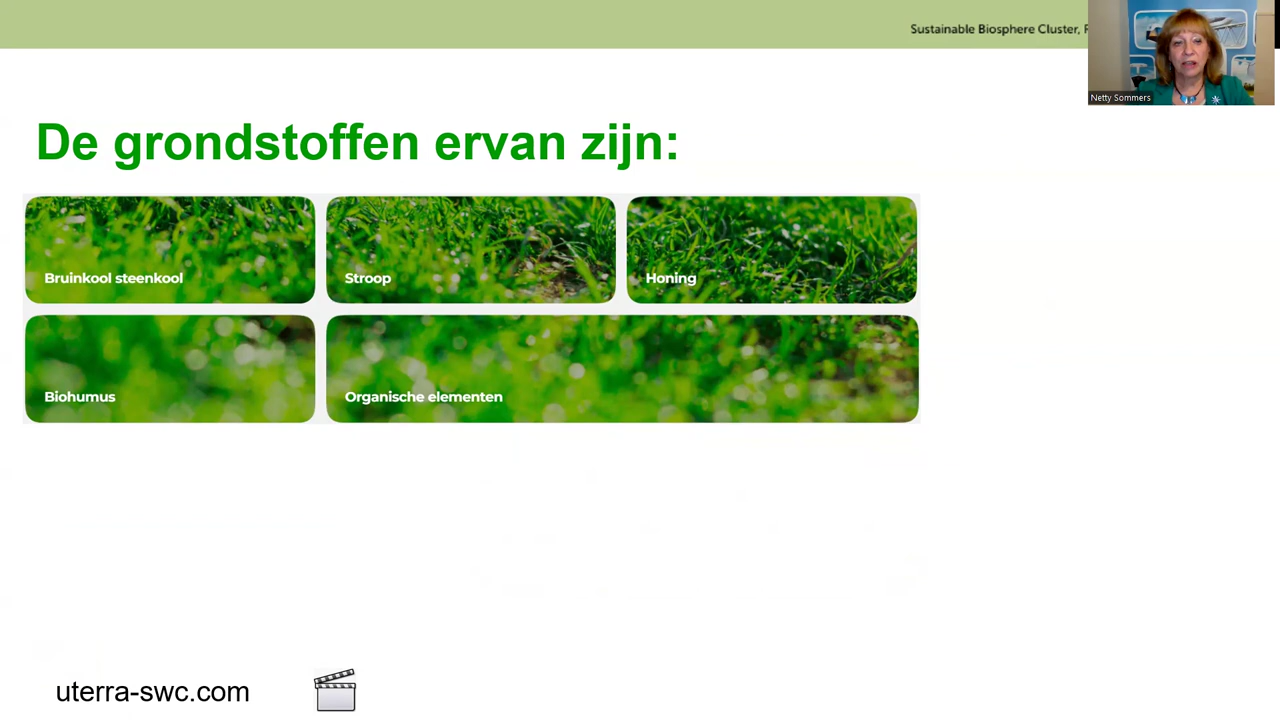 Sustainable Biosphere Cluster,
Netty Sommers
De grondstoffen ervan zijn:
Bruinkool steenkool
Stroop
Honing
Biohumus
Organische elementen
uterra-swc.com